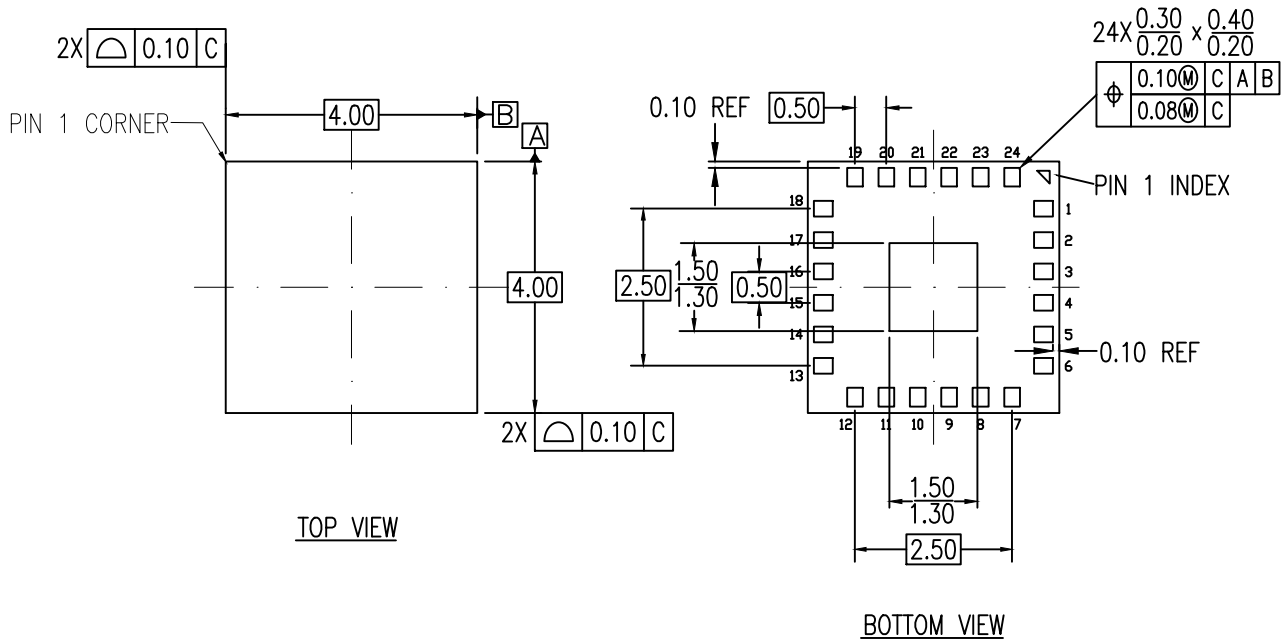 2X 0.10 C
4.00
B
A
PIN 1 CORNER
4.00
2X 0.10 C
TOP VIEW
24X 0.30/0.20 x 0.40/0.20
0.10Ⓜ C A B
0.08Ⓜ C
0.10 REF
0.50
19 20 21 22 23 24
PIN 1 INDEX
18
17
16
15
14
13
1
2
3
4
5
6
2.50
1.50
1.30
0.50
0.10 REF
12 11 10 9 8 7
1.50
1.30
2.50
BOTTOM VIEW